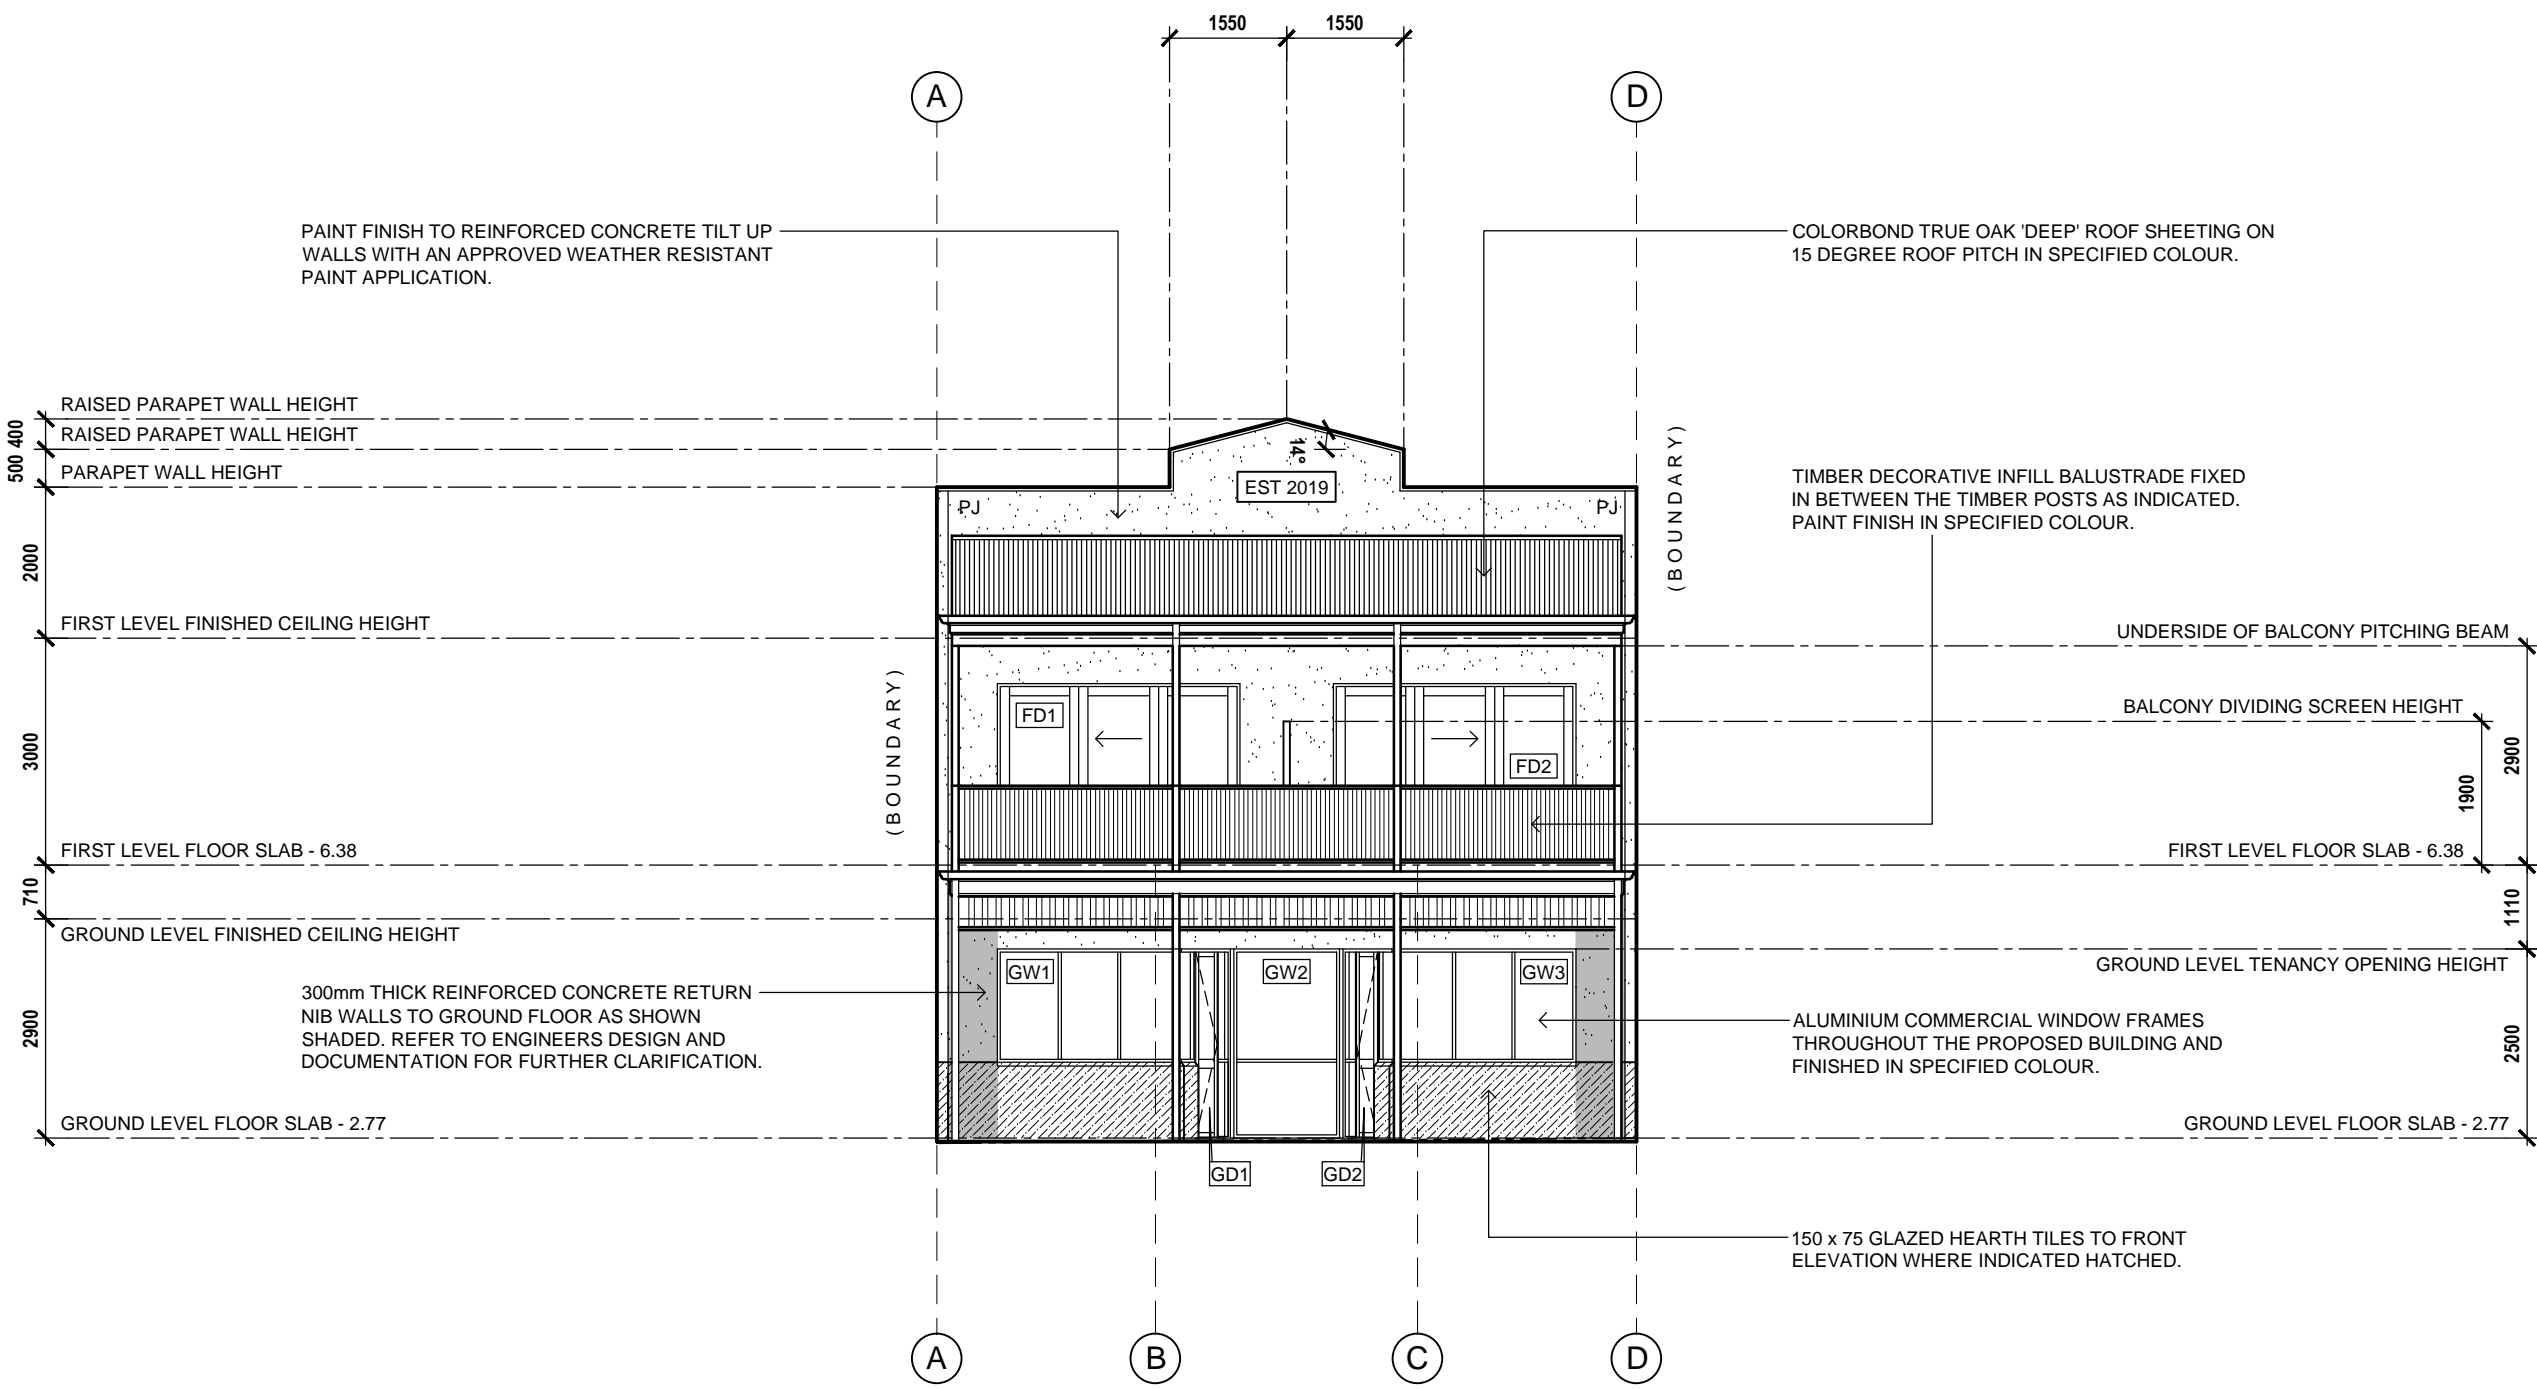 1550 1550
A D
PAINT FINISH TO REINFORCED CONCRETE TILT UP
WALLS WITH AN APPROVED WEATHER RESISTANT
PAINT APPLICATION.
COLORBOND TRUE OAK 'DEEP' ROOF SHEETING ON
15 DEGREE ROOF PITCH IN SPECIFIED COLOUR.
RAISED PARAPET WALL HEIGHT
400
RAISED PARAPET WALL HEIGHT
500
PARAPET WALL HEIGHT
14°
EST 2019
PJ PJ
(BOUNDARY)
TIMBER DECORATIVE INFILL BALUSTRADE FIXED
IN BETWEEN THE TIMBER POSTS AS INDICATED.
PAINT FINISH IN SPECIFIED COLOUR.
2000
FIRST LEVEL FINISHED CEILING HEIGHT
UNDERSIDE OF BALCONY PITCHING BEAM
(BOUNDARY)
FD1
BALCONY DIVIDING SCREEN HEIGHT
3000
FD2
2900
1900
FIRST LEVEL FLOOR SLAB - 6.38
FIRST LEVEL FLOOR SLAB - 6.38
710
1110
GROUND LEVEL FINISHED CEILING HEIGHT
GROUND LEVEL TENANCY OPENING HEIGHT
GW1 GW2 GW3
300mm THICK REINFORCED CONCRETE RETURN
NIB WALLS TO GROUND FLOOR AS SHOWN
SHADED. REFER TO ENGINEERS DESIGN AND
DOCUMENTATION FOR FURTHER CLARIFICATION.
ALUMINIUM COMMERCIAL WINDOW FRAMES
THROUGHOUT THE PROPOSED BUILDING AND
FINISHED IN SPECIFIED COLOUR.
2900
2500
GROUND LEVEL FLOOR SLAB - 2.77
GROUND LEVEL FLOOR SLAB - 2.77
GD1 GD2
150 x 75 GLAZED HEARTH TILES TO FRONT
ELEVATION WHERE INDICATED HATCHED.
A B C D